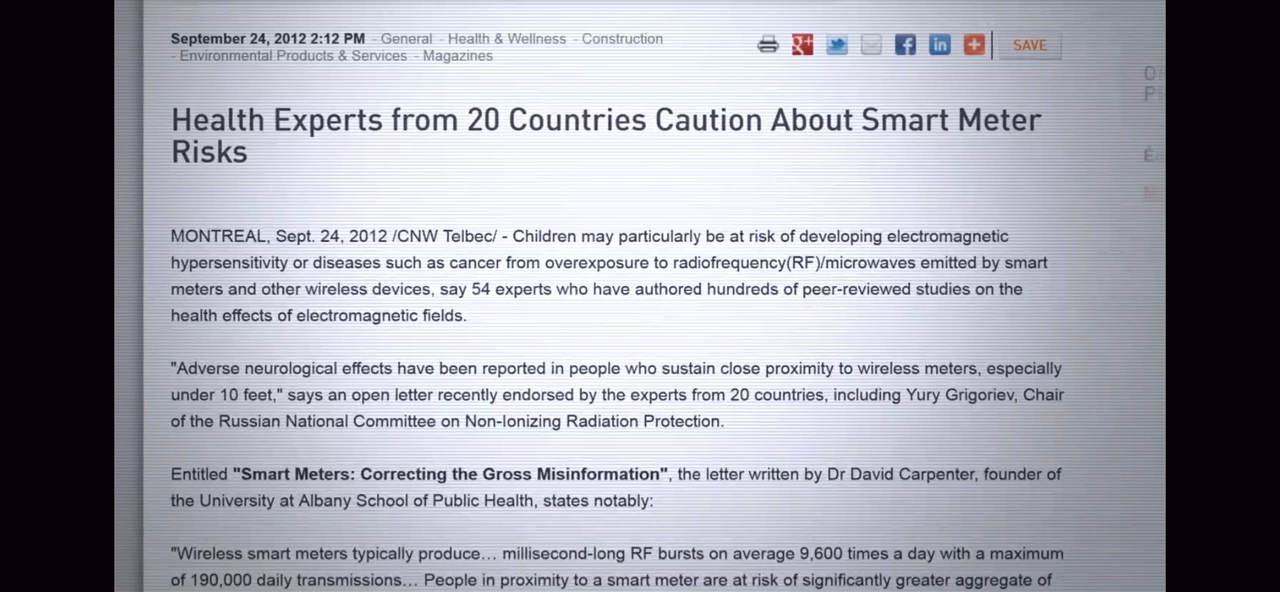 September 24, 2012 2:12 PM - General - Health & Wellness - Construction
- Environmental Products & Services - Magazines
SAVE
Health Experts from 20 Countries Caution About Smart Meter
Risks
MONTREAL, Sept. 24, 2012 /CNW Telbec/ - Children may particularly be at risk of developing electromagnetic
hypersensitivity or diseases such as cancer from overexposure to radiofrequency(RF)/microwaves emitted by smart
meters and other wireless devices, say 54 experts who have authored hundreds of peer-reviewed studies on the
health effects of electromagnetic fields.
"Adverse neurological effects have been reported in people who sustain close proximity to wireless meters, especially
under 10 feet," says an open letter recently endorsed by the experts from 20 countries, including Yury Grigoriev, Chair
of the Russian National Committee on Non-Ionizing Radiation Protection.
Entitled "Smart Meters: Correcting the Gross Misinformation", the letter written by Dr David Carpenter, founder of
the University at Albany School of Public Health, states notably:
"Wireless smart meters typically produce… millisecond-long RF bursts on average 9,600 times a day with a maximum
of 190,000 daily transmissions… People in proximity to a smart meter are at risk of significantly greater aggregate of